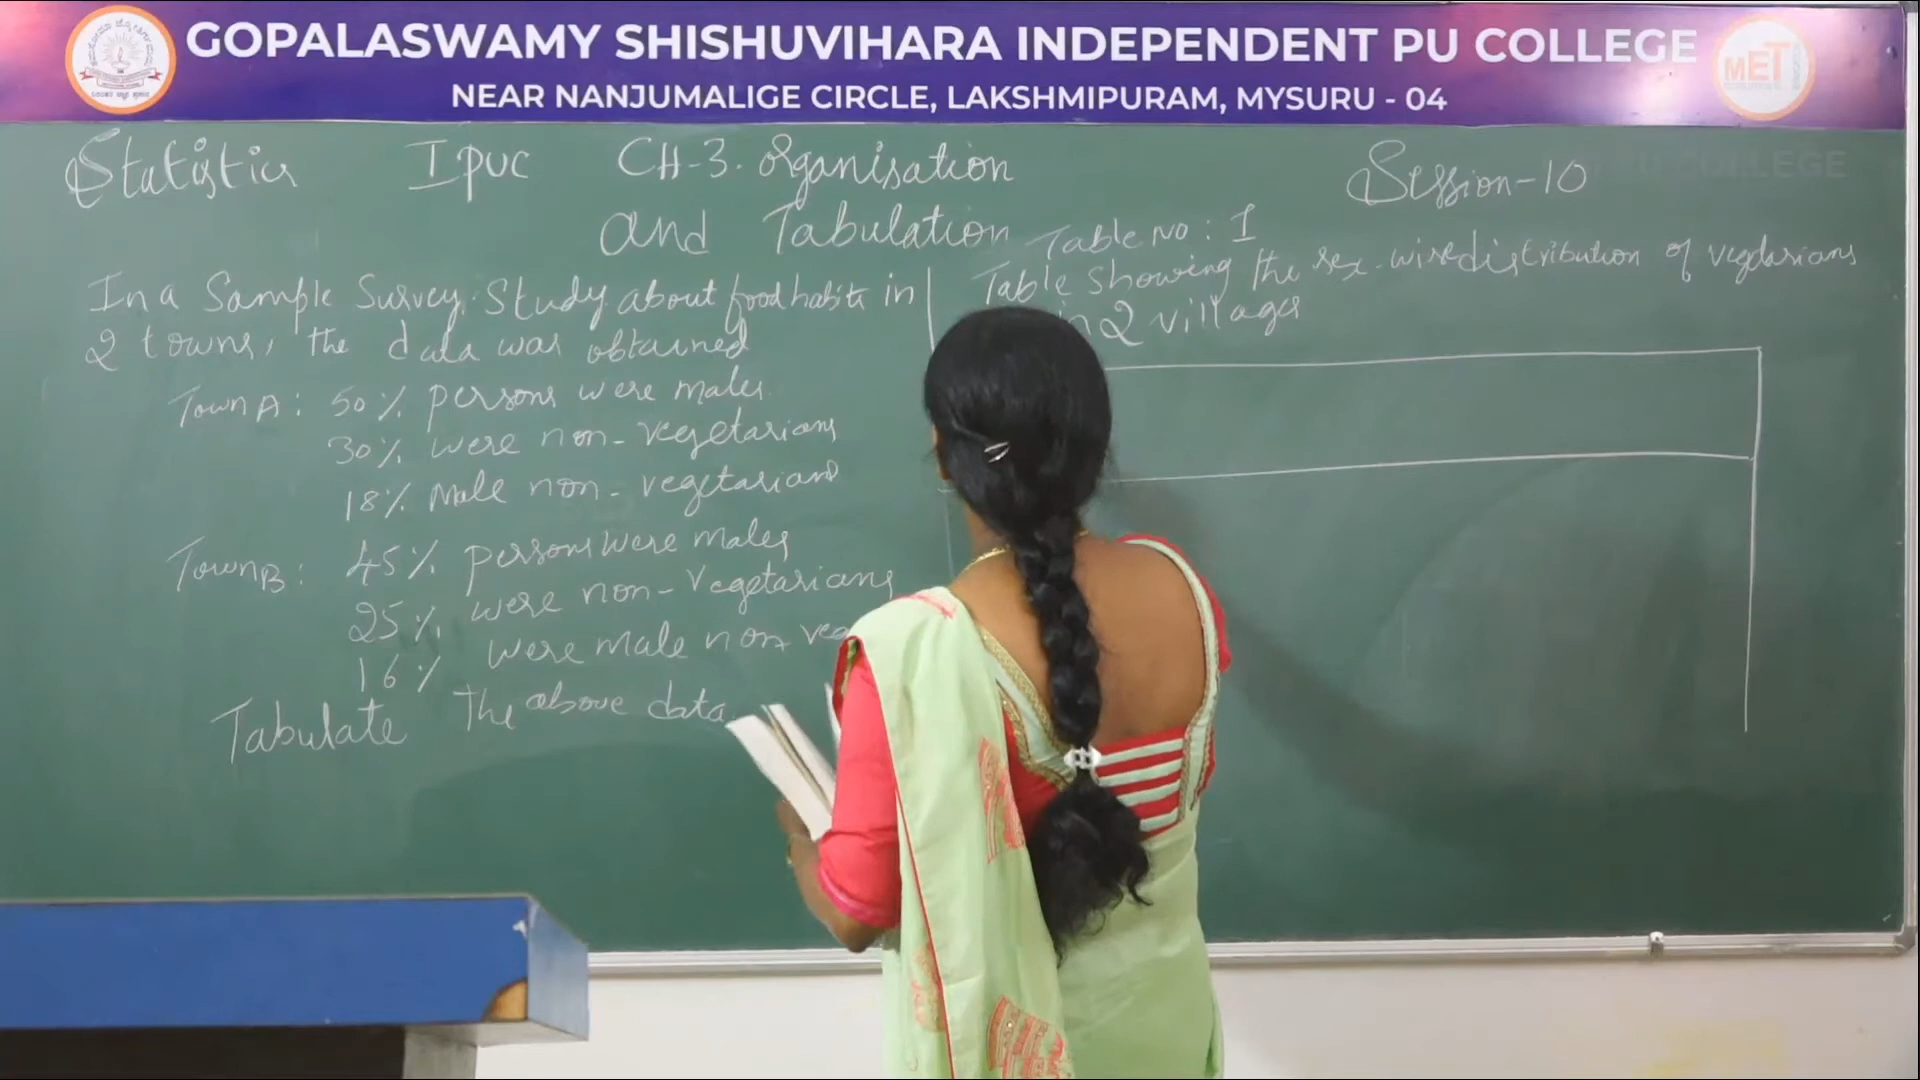 GOPALASWAMY SHISHUVIHARA INDEPENDENT PU COLLEGE
NEAR NANJUMALIGE CIRCLE, LAKSHMIPURAM, MYSURU - 04
MET
Statistics I PUC CH-3. Organisation
and Tabulation
Session-10
COLLEGE
In a Sample Survey Study about food habits in
2 towns, the data was obtained
Town A: 50% persons were males
30% were non-vegetarians
18% Male non-vegetarians
Town B: 45% persons were males
25% were non-vegetarians
16% were male non veg
Tabulate the above data
Table No: 1
Table showing the sex-wise distribution of vegetarians
in 2 villages